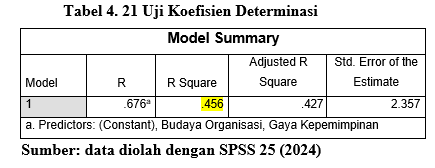 Tabel 4. 21 Uji Koefisien Determinasi
Model Summary
Model R R Square Adjusted R Square Std. Error of the Estimate
1 .676a .456 .427 2.357
a. Predictors: (Constant), Budaya Organisasi, Gaya Kepemimpinan
Sumber: data diolah dengan SPSS 25 (2024)